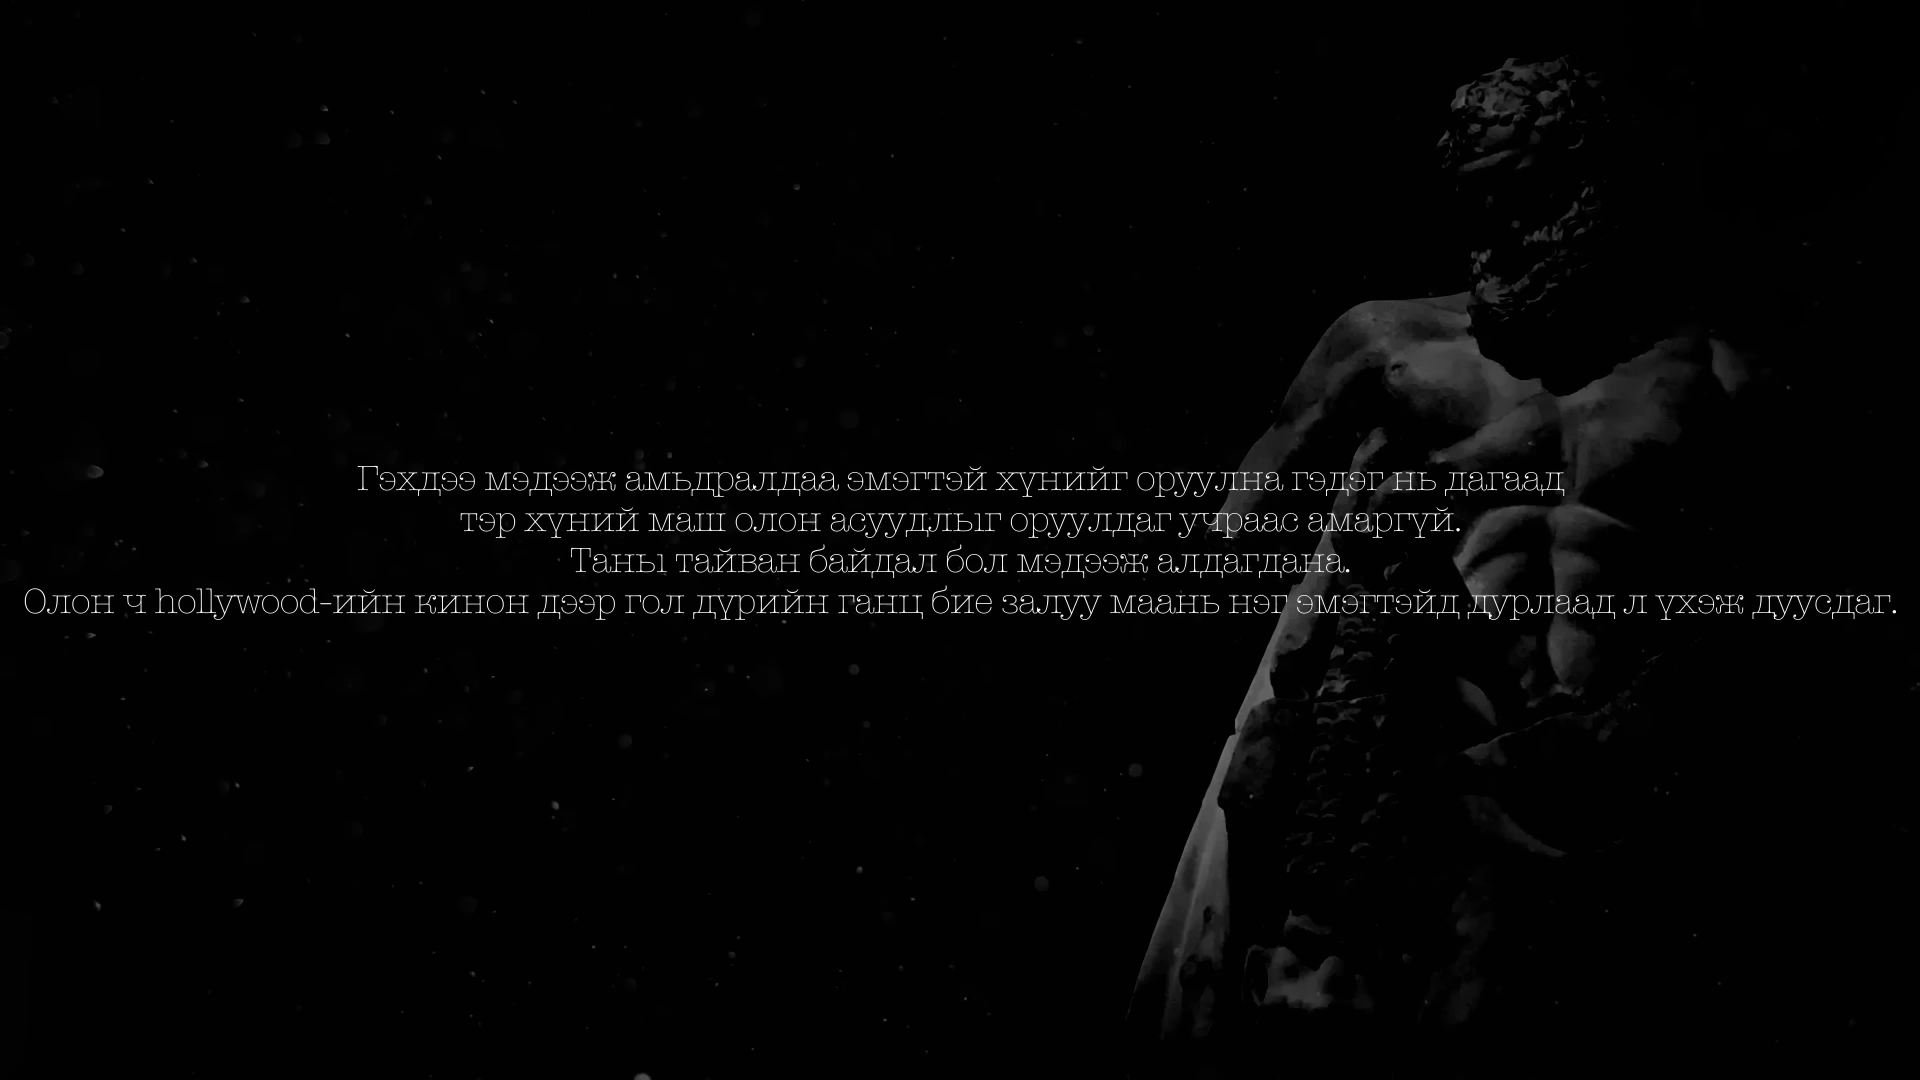 Гэхдээ мэдээж амьдралдаа эмэгтэй хүнийг оруулна гэдэг нь дагаад
тэр хүний маш олон асуудлыг оруулдаг учраас амаргүй.
Таны тайван байдал бол мэдээж алдагдана.
Олон ч hollywood-ийн кинон дээр гол дүрийн ганц бие залуу маань нэг эмэгтэйд дурлаад л үхэж дуусдаг.